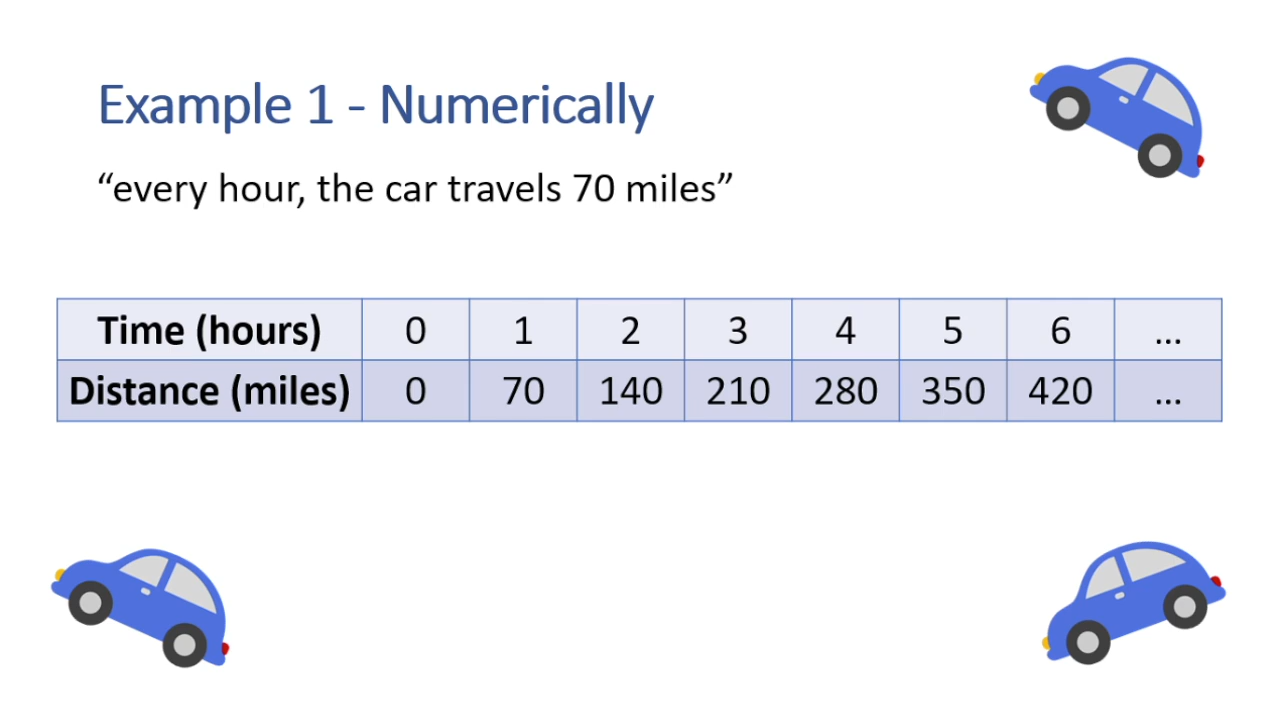 Example 1 - Numerically
“every hour, the car travels 70 miles”
Time (hours) 0 1 2 3 4 5 6 ...
Distance (miles) 0 70 140 210 280 350 420 ...